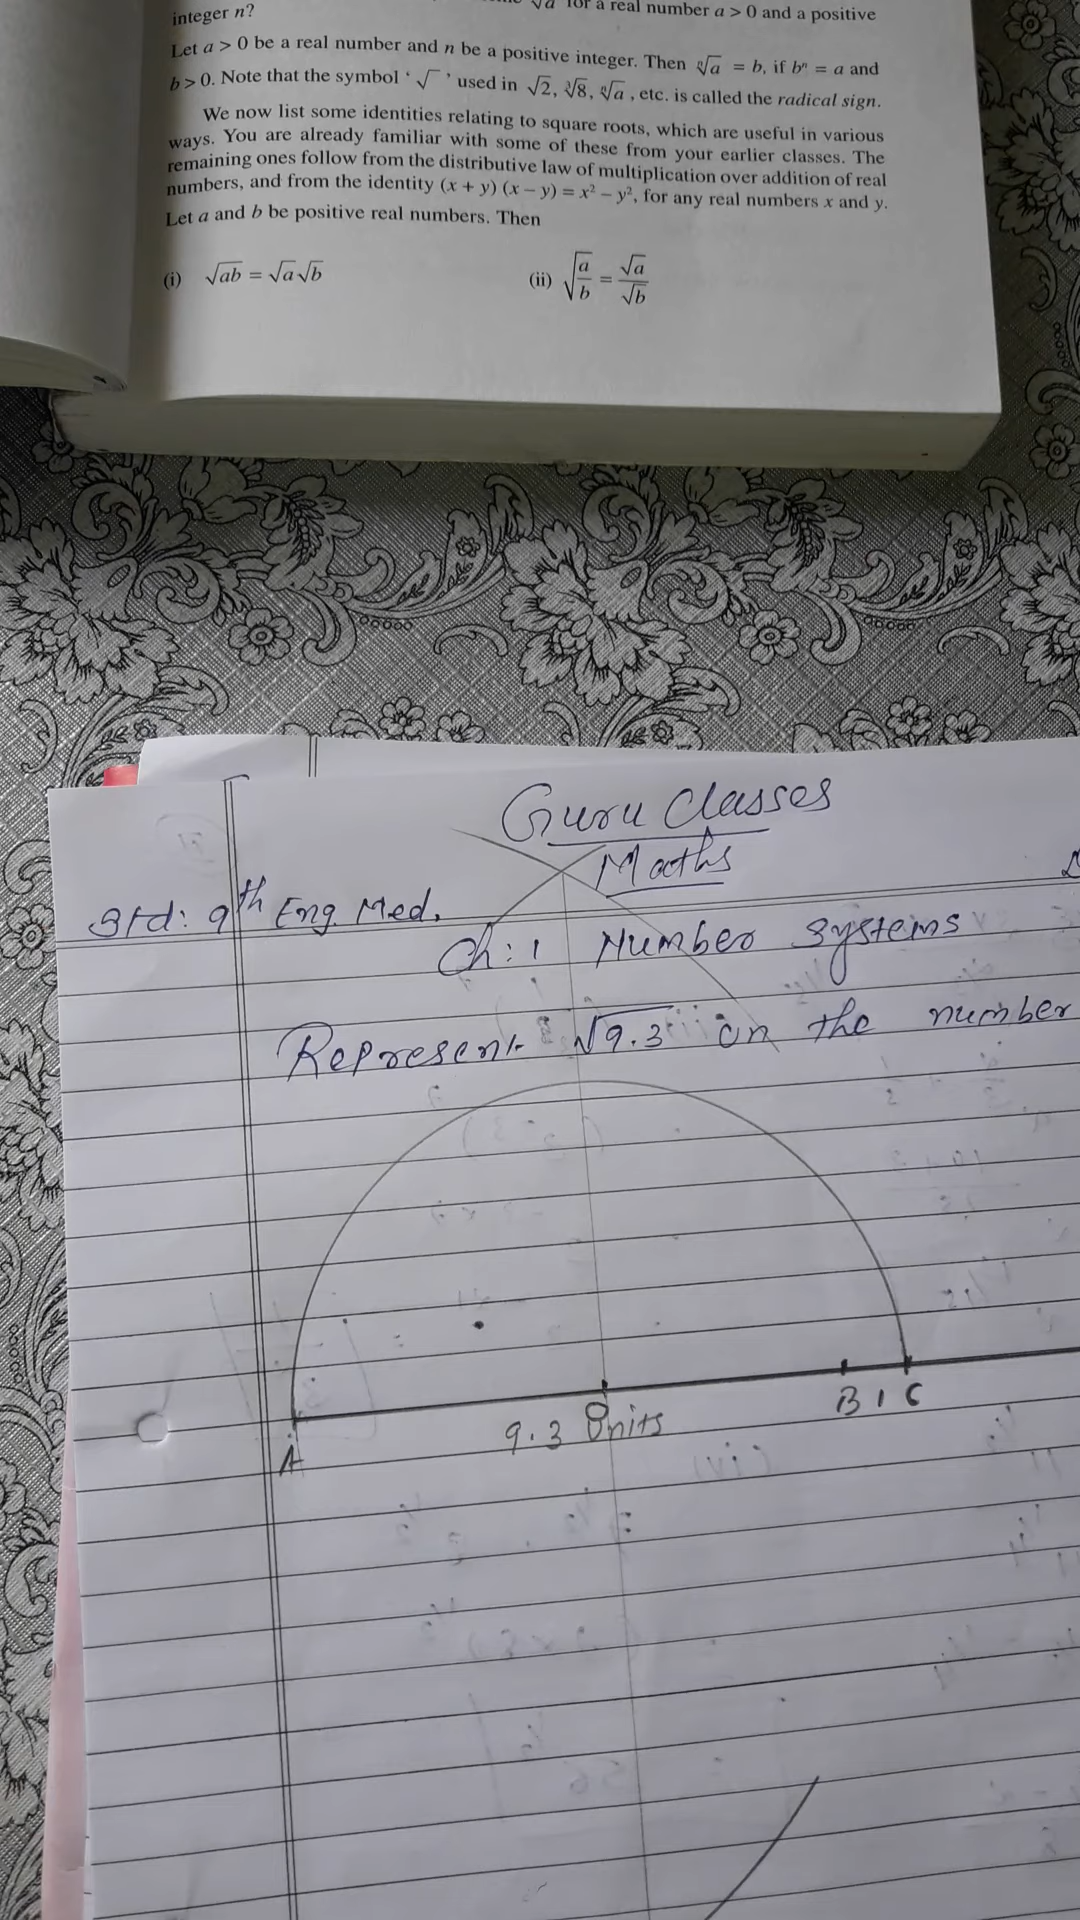 √a for a real number a > 0 and a positive
integer n?
Let a > 0 be a real number and n be a positive integer. Then ⁿ√a = b, if bⁿ = a and
b > 0. Note that the symbol ‘√’ used in √2, ³√8, ⁿ√a, etc. is called the radical sign.
We now list some identities relating to square roots, which are useful in various
ways. You are already familiar with some of these from your earlier classes. The
remaining ones follow from the distributive law of multiplication over addition of real
numbers, and from the identity (x + y) (x – y) = x² – y², for any real numbers x and y.
Let a and b be positive real numbers. Then
(i) √ab = √a√b (ii) √(a/b) = √a/√b
Guru Classes
Maths
Std: 9th Eng. Med.
Ch: 1 Number Systems
Represent √9.3 on the number
A 9.3 Units B 1 C
O